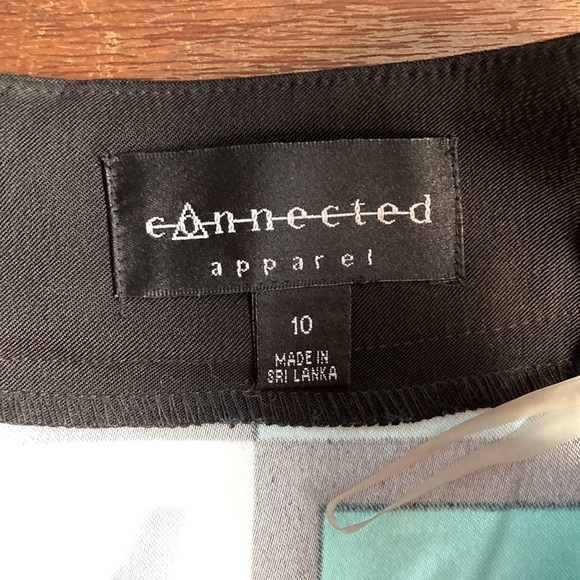 connected
apparel
10
MADE IN
SRI LANKA